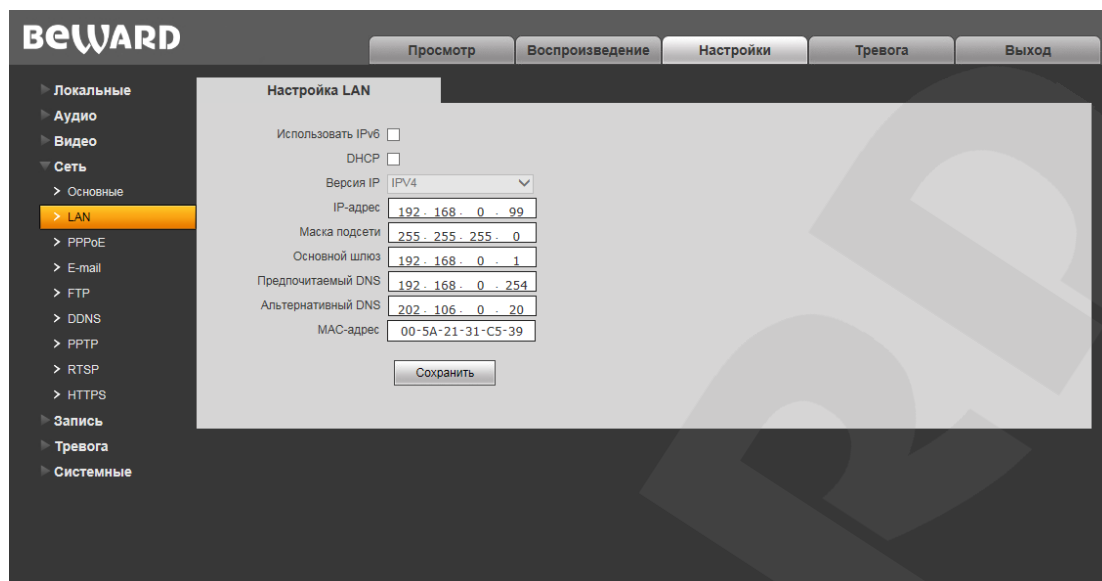 BEWARD
Просмотр Воспроизведение Настройки Тревога Выход
Локальные
Аудио
Видео
Сеть
> Основные
> LAN
> PPPoE
> E-mail
> FTP
> DDNS
> PPTP
> RTSP
> HTTPS
Запись
Тревога
Системные
Настройка LAN
Использовать IPv6
DHCP
Версия IP IPV4
IP-адрес 192. 168. 0 . 99
Маска подсети 255. 255. 255. 0
Основной шлюз 192. 168. 0 . 1
Предпочитаемый DNS 192. 168. 0 . 254
Альтернативный DNS 202. 106. 0 . 20
MAC-адрес 00-5A-21-31-C5-39
Сохранить